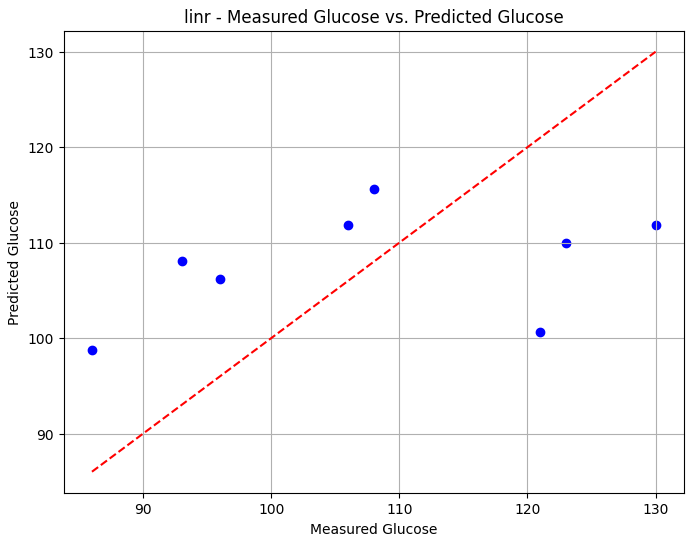 linr - Measured Glucose vs. Predicted Glucose
130
120
110
100
90
Predicted Glucose
90 100 110 120 130
Measured Glucose